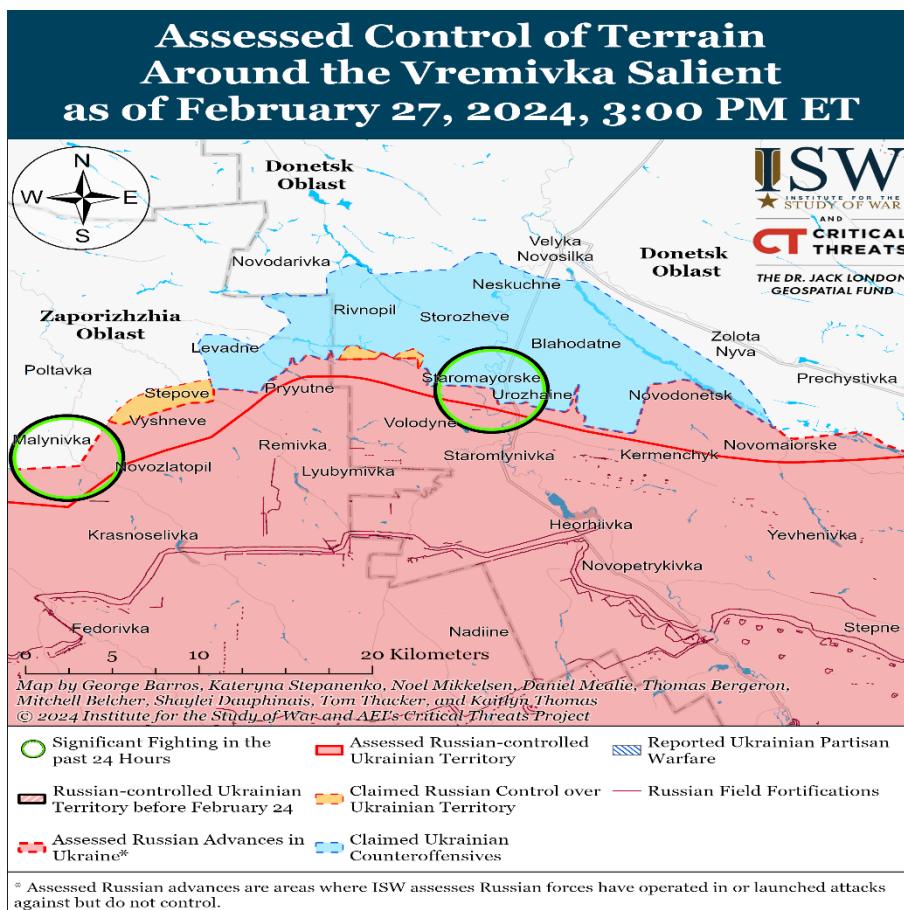 Assessed Control of Terrain
Around the Vremivka Salient
as of February 27, 2024, 3:00 PM ET
N
W E
S
Donetsk
Oblast
ISW
INSTITUTE FOR THE
STUDY OF WAR
AND
CT CRITICAL
THREATS
THE DR. JACK LONDON
GEOSPATIAL FUND
Velyka
Novosilka
Donetsk
Oblast
Novodarivka
Neskuchne
Rivnopil
Storozheve
Zaporizhzhia
Oblast
Levadne
Blahodatne
Zolota
Nyva
Poltavka
Prechystivka
Stepove
Pryyutne
Staromayorske
Urozhaine
Novodonetsk
Vyshneve
Volodyne
Malynivka
Remivka
Novomaiorske
Novozlatopil
Lyubymivka
Staromlynivka
Kermenchyk
Krasnoselivka
Heorhiivka
Yevhenivka
Novopetrykivka
Fedorivka
Nadiine
Stepne
0 5 10 20 Kilometers
Map by George Barros, Kateryna Stepanenko, Noel Mikkelsen, Daniel Mealie, Thomas Bergeron,
Mitchell Belcher, Shaylei Dauphinais, Tom Thacker, and Kaitlyn Thomas
© 2024 Institute for the Study of War and AEI's Critical Threats Project
Significant Fighting in the
past 24 Hours
Assessed Russian-controlled
Ukrainian Territory
Reported Ukrainian Partisan
Warfare
Russian-controlled Ukrainian
Territory before February 24
Claimed Russian Control over
Ukrainian Territory
Russian Field Fortifications
Assessed Russian Advances in
Ukraine*
Claimed Ukrainian
Counteroffensives
* Assessed Russian advances are areas where ISW assesses Russian forces have operated in or launched attacks
against but do not control.